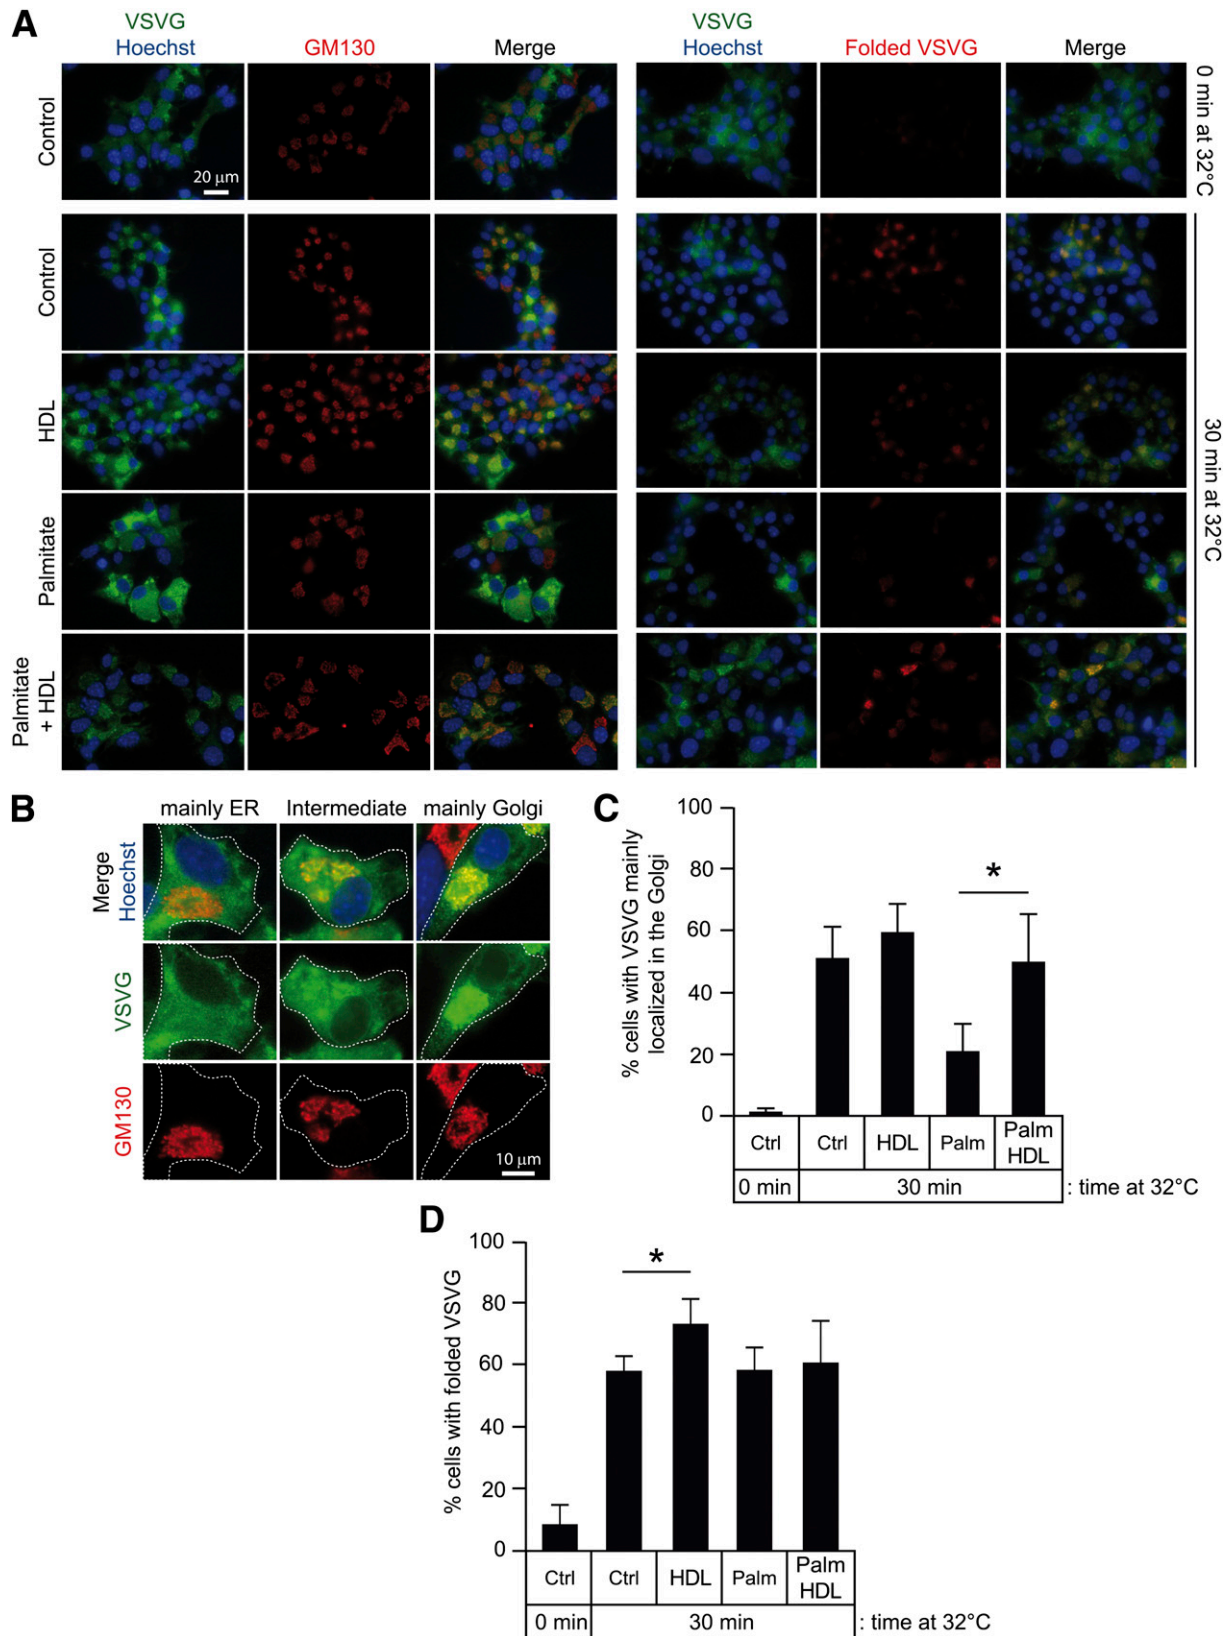 A
VSVG
Hoechst
GM130
Merge
VSVG
Hoechst
Folded VSVG
Merge
Control
20 µm
0 min at 32°C
Control
HDL
Palmitate
Palmitate
+ HDL
30 min at 32°C
B
mainly ER
Intermediate
mainly Golgi
Merge
Hoechst
VSVG
GM130
10 µm
C
% cells with VSVG mainly
localized in the Golgi
100
80
60
40
20
0
*
Ctrl
Ctrl
HDL
Palm
Palm
HDL
0 min
30 min
: time at 32°C
D
% cells with folded VSVG
100
80
60
40
20
0
*
Ctrl
Ctrl
HDL
Palm
Palm
HDL
0 min
30 min
: time at 32°C